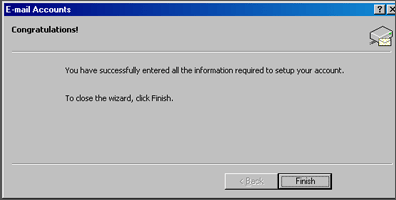 E-mail Accounts
Congratulations!
You have successfully entered all the information required to setup your account.
To close the wizard, click Finish.
< Back
Finish